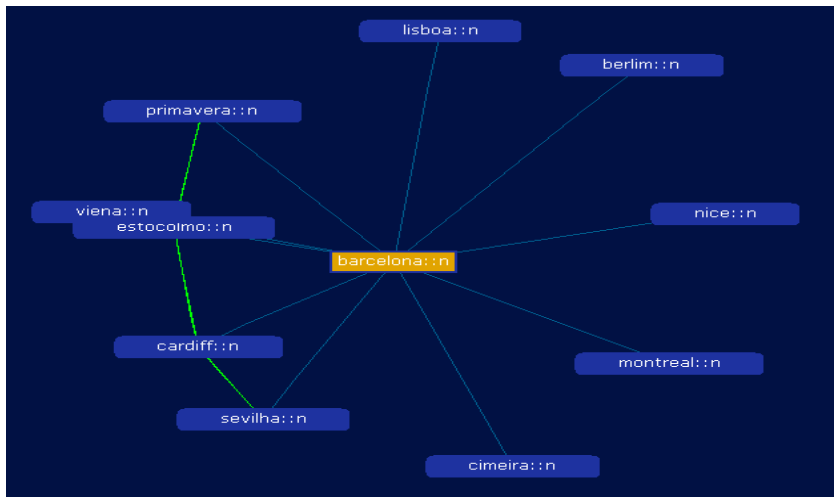 lisboa::n
berlim::n
primavera::n
viena::n
nice::n
estocolmo::n
barcelona::n
cardiff::n
montreal::n
sevilha::n
cimeira::n